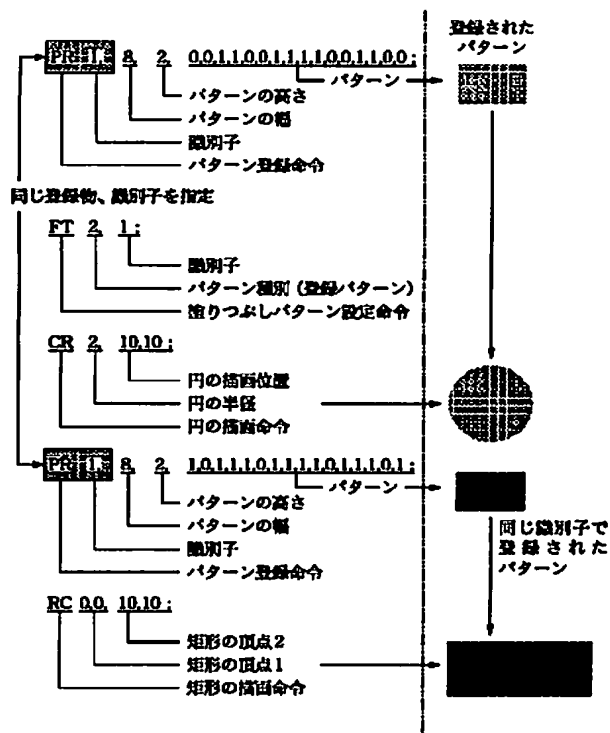 PR 1, 8, 2, 0,0,1,1,0,0,1,1,1,1,0,0,1,1,0,0 ;
パターン
パターンの高さ
パターンの幅
識別子
パターン登録命令
登録された
パターン
同じ登録物、識別子を指定
FT 2, 1 ;
識別子
パターン種別（登録パターン）
塗りつぶしパターン設定命令
CR 2, 10,10 ;
円の描画位置
円の半径
円の描画命令
PR 1, 8, 2, 1,0,1,1,1,0,1,1,1,1,1,0,1,1,1,0,1 ;
パターン
パターンの高さ
パターンの幅
識別子
パターン登録命令
同じ識別子で
登録された
パターン
RC 0,0, 10,10 ;
矩形の頂点2
矩形の頂点1
矩形の描画命令